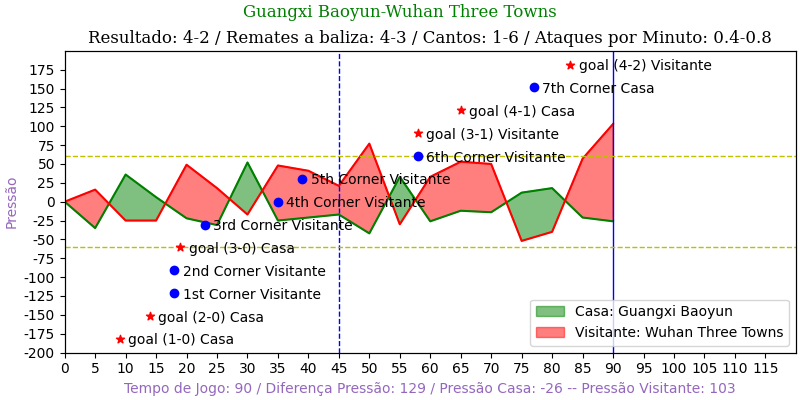 Guangxi Baoyun-Wuhan Three Towns
Resultado: 4-2 / Remates a baliza: 4-3 / Cantos: 1-6 / Ataques por Minuto: 0.4-0.8
goal (4-2) Visitante
7th Corner Casa
goal (4-1) Casa
goal (3-1) Visitante
6th Corner Visitante
5th Corner Visitante
4th Corner Visitante
3rd Corner Visitante
goal (3-0) Casa
2nd Corner Visitante
1st Corner Visitante
goal (2-0) Casa
goal (1-0) Casa
Pressão
175
150
125
100
75
50
25
0
-25
-50
-75
-100
-125
-150
-175
-200
Casa: Guangxi Baoyun
Visitante: Wuhan Three Towns
0 5 10 15 20 25 30 35 40 45 50 55 60 65 70 75 80 85 90 95 100 105 110 115
Tempo de Jogo: 90 / Diferença Pressão: 129 / Pressão Casa: -26 -- Pressão Visitante: 103